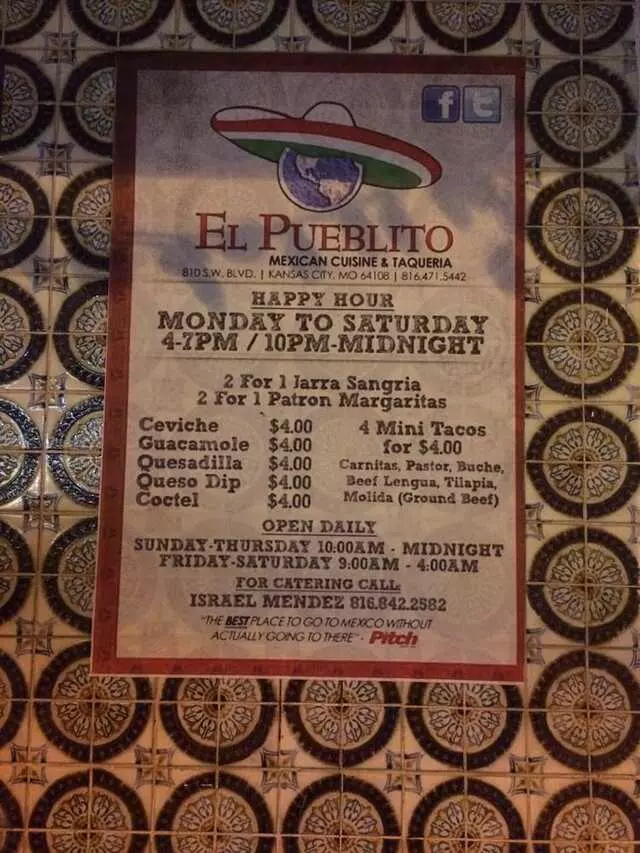 f t
EL PUEBLITO
MEXICAN CUISINE & TAQUERIA
810 S.W. BLVD. | KANSAS CITY, MO 64108 | 816.471.5442
HAPPY HOUR
MONDAY TO SATURDAY
4-7PM / 10PM-MIDNIGHT
2 For 1 Jarra Sangria
2 For 1 Patron Margaritas
Ceviche $4.00
Guacamole $4.00
Quesadilla $4.00
Queso Dip $4.00
Coctel $4.00
4 Mini Tacos
for $4.00
Carnitas, Pastor, Buche,
Beef Lengua, Tilapia,
Molida (Ground Beef)
OPEN DAILY
SUNDAY-THURSDAY 10:00AM - MIDNIGHT
FRIDAY-SATURDAY 9:00AM - 4:00AM
FOR CATERING CALL:
ISRAEL MENDEZ 816.842.2582
"THE BEST PLACE TO GO TO MEXICO WITHOUT
ACTUALLY GOING TO THERE" - Pitch